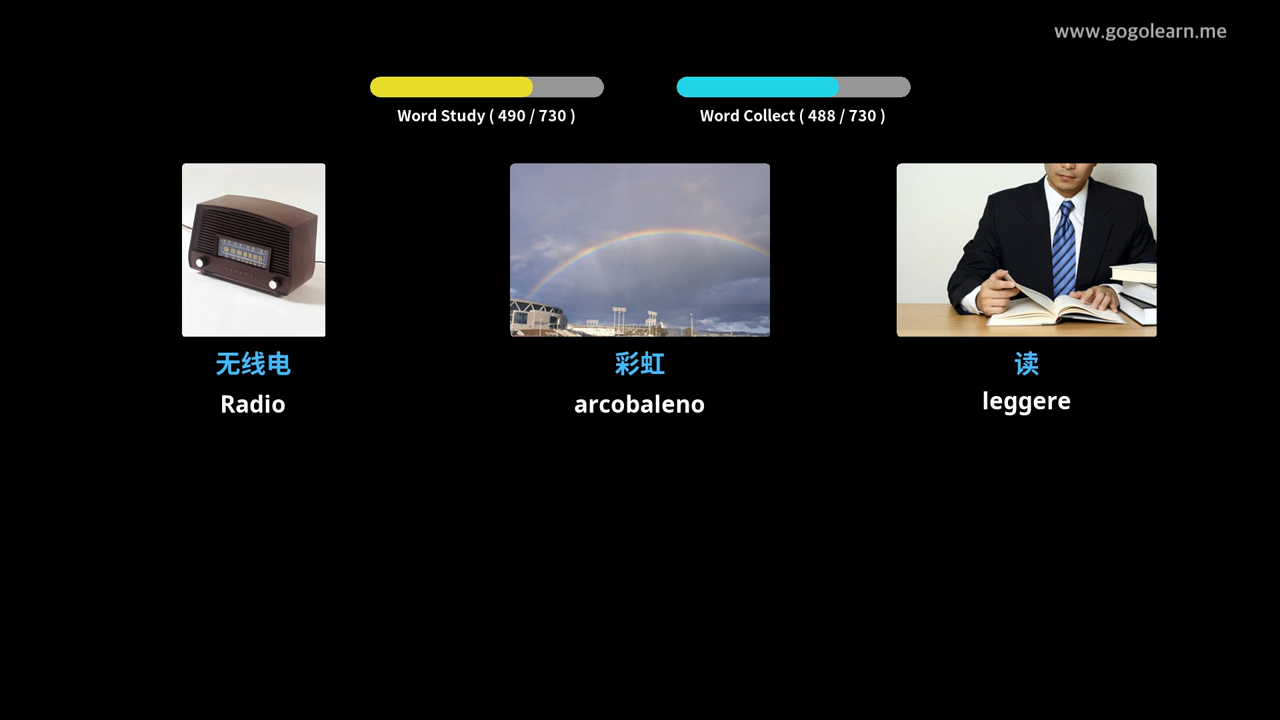 www.gogolearn.me
Word Study ( 490 / 730 )
Word Collect ( 488 / 730 )
无线电
Radio
彩虹
arcobaleno
读
leggere